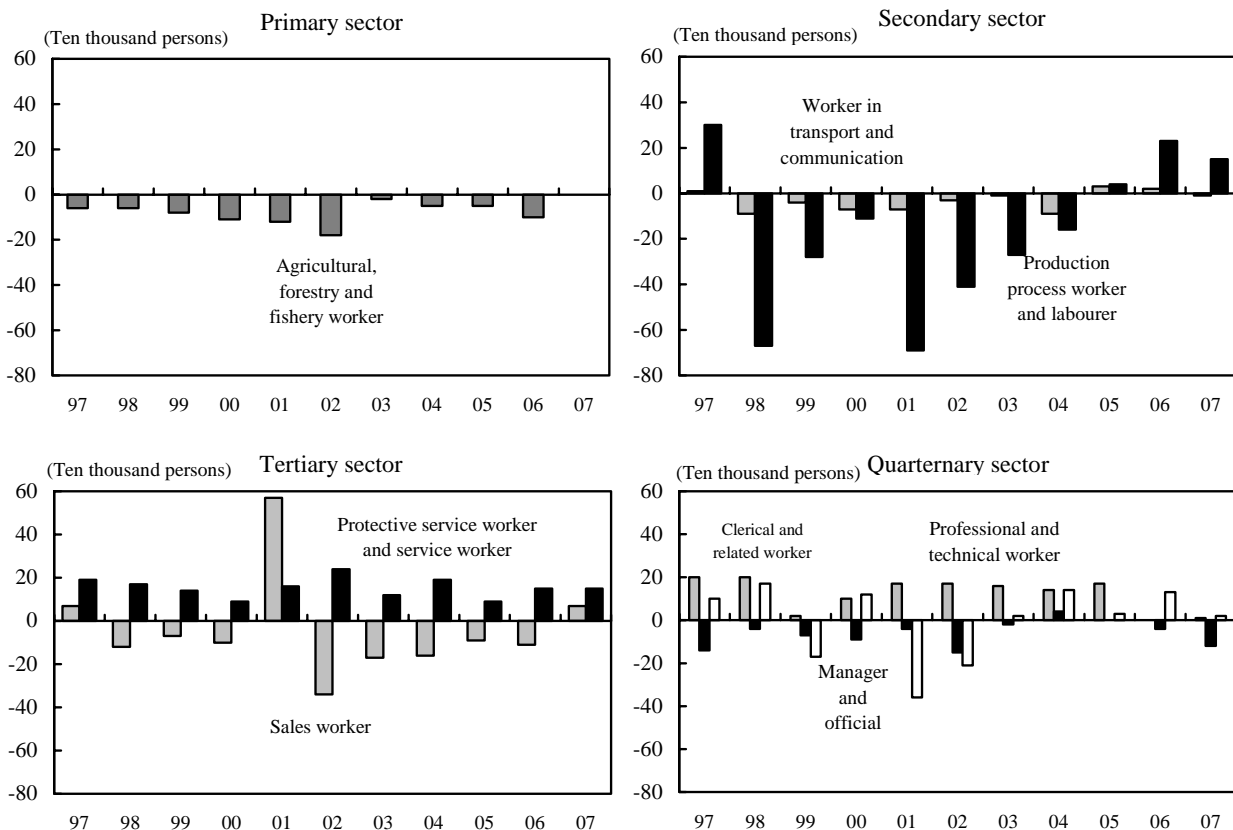 Primary sector
(Ten thousand persons)
60
40
20
0
-20
-40
-60
-80
Agricultural,
forestry and
fishery worker
97 98 99 00 01 02 03 04 05 06 07
Secondary sector
(Ten thousand persons)
60
40
20
0
-20
-40
-60
-80
Worker in
transport and
communication
Production
process worker
and labourer
97 98 99 00 01 02 03 04 05 06 07
Tertiary sector
(Ten thousand persons)
60
40
20
0
-20
-40
-60
-80
Protective service worker
and service worker
Sales worker
97 98 99 00 01 02 03 04 05 06 07
Quarternary sector
(Ten thousand persons)
60
40
20
0
-20
-40
-60
-80
Clerical and
related worker
Professional and
technical worker
Manager
and
official
97 98 99 00 01 02 03 04 05 06 07